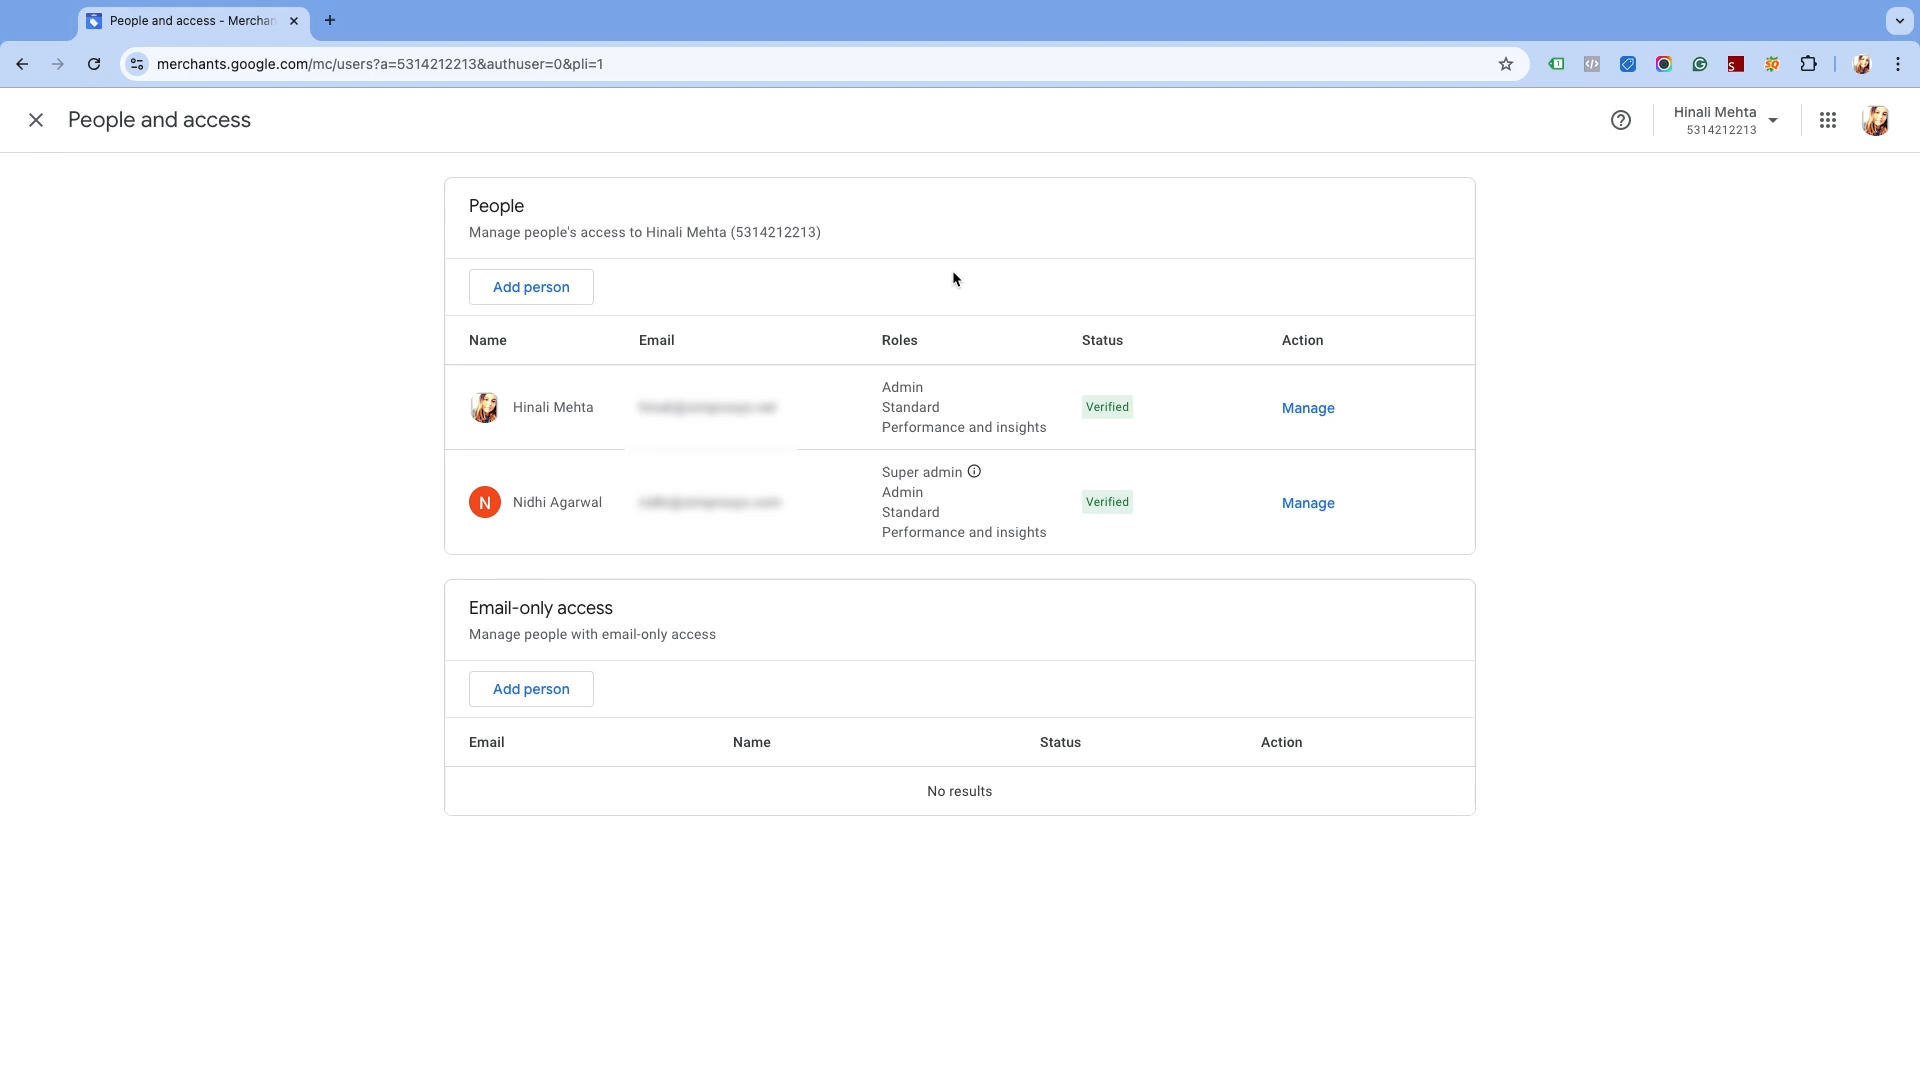 People and access - Merchan
merchants.google.com/mc/users?a=5314212213&authuser=0&pli=1
People and access
Hinali Mehta
5314212213
People
Manage people's access to Hinali Mehta (5314212213)
Add person
Name Email Roles Status Action
Hinali Mehta
Admin
Standard
Performance and insights
Verified
Manage
N
Nidhi Agarwal
Super admin
Admin
Standard
Performance and insights
Verified
Manage
Email-only access
Manage people with email-only access
Add person
Email Name Status Action
No results